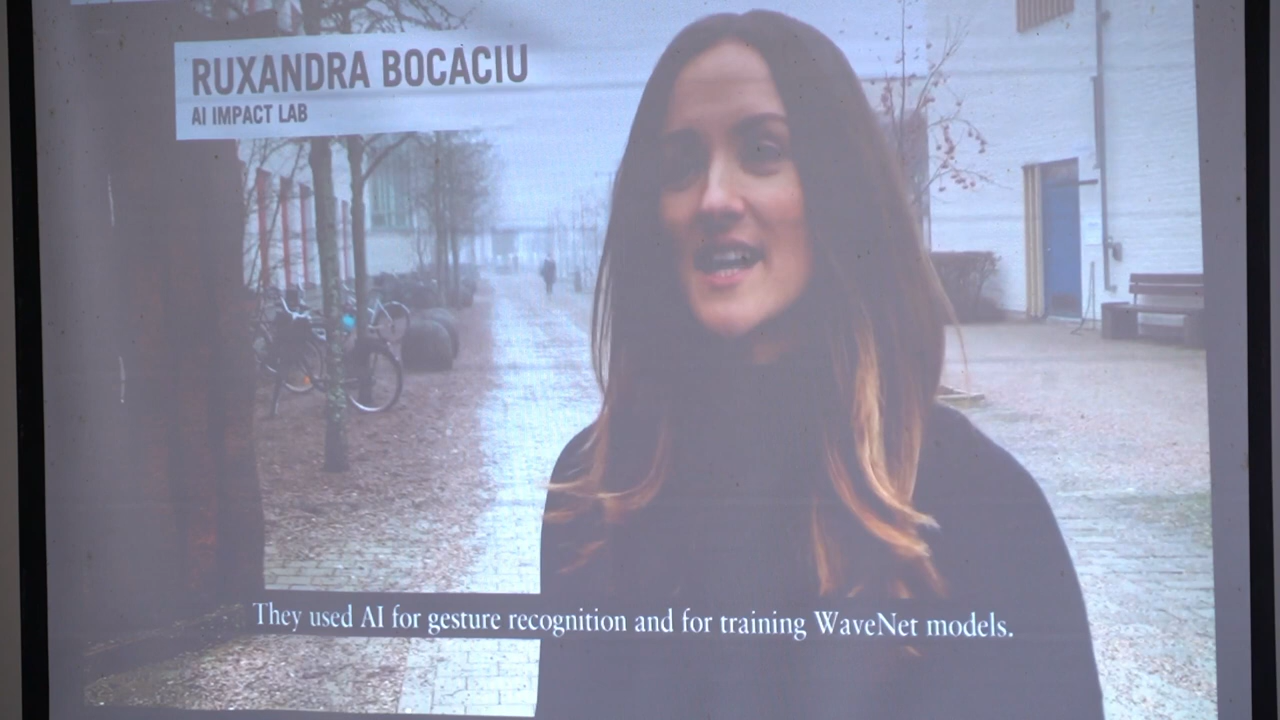 RUXANDRA BOCACIU
AI IMPACT LAB
They used AI for gesture recognition and for training WaveNet models.